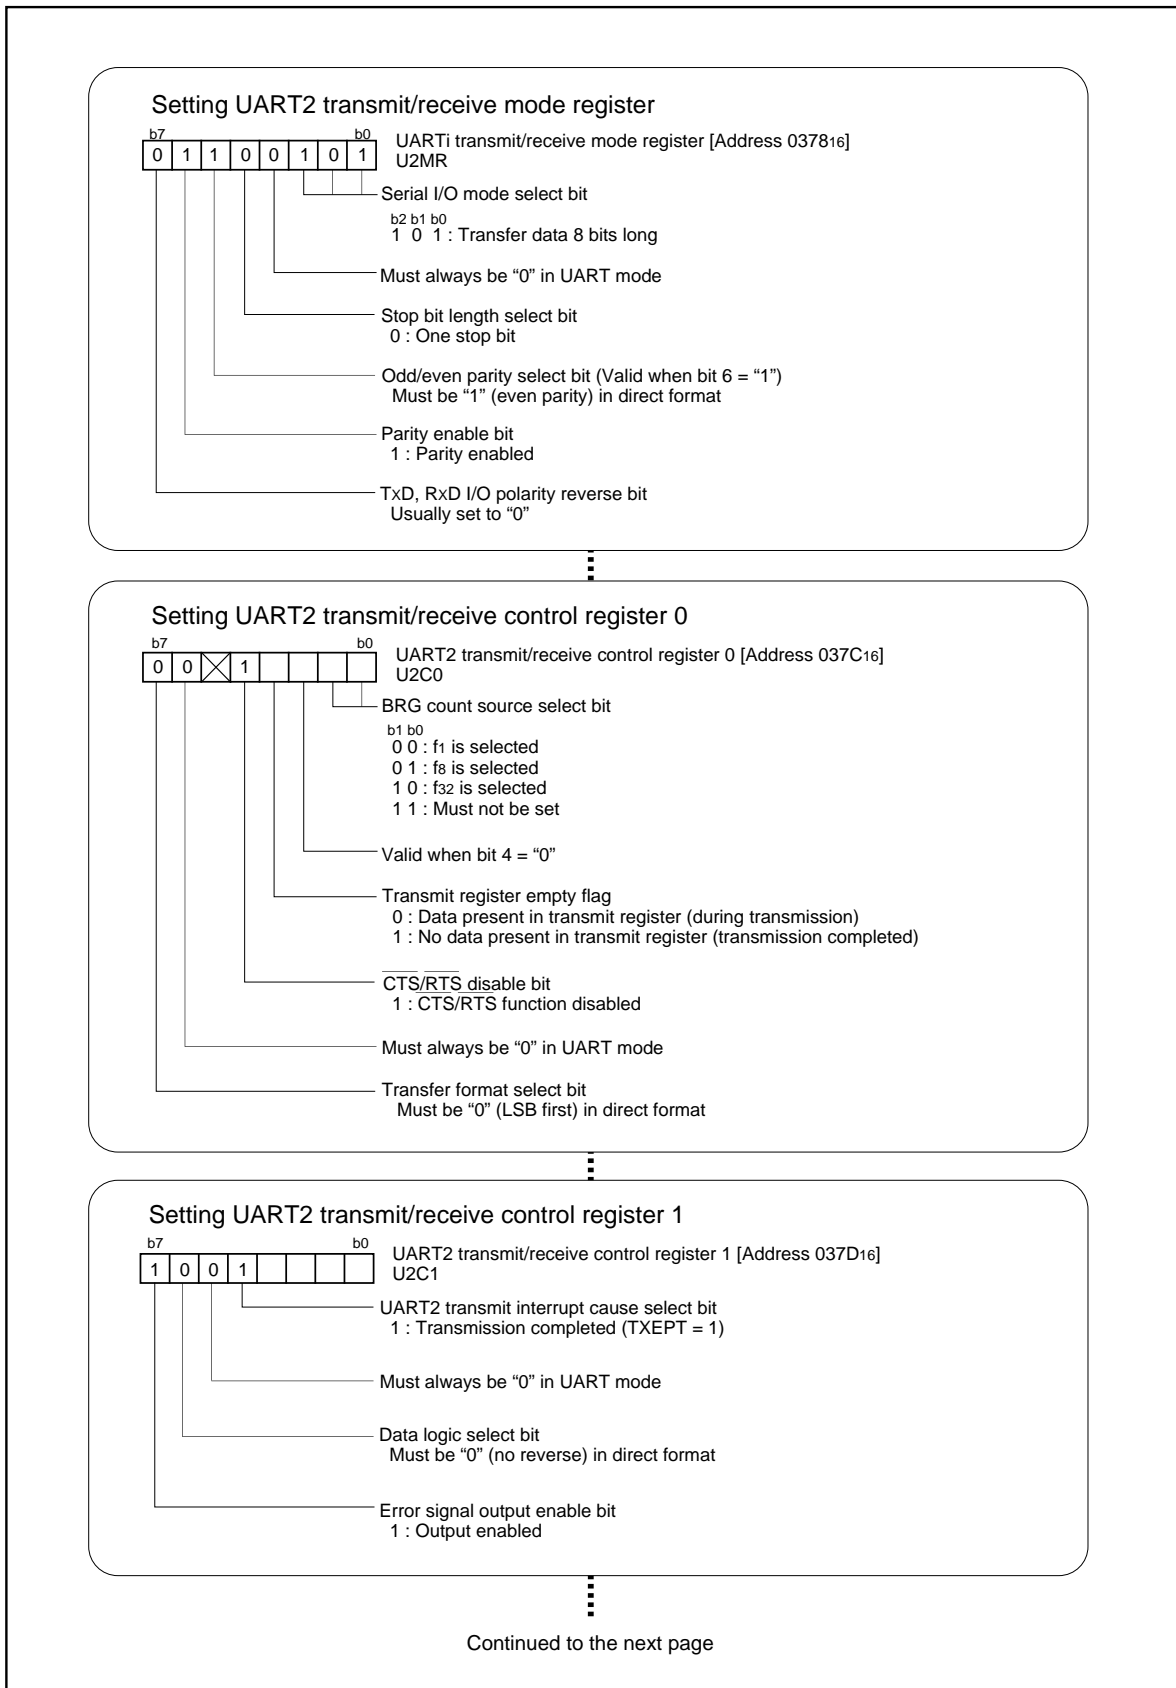 Setting UART2 transmit/receive mode register
b7 b0
0 1 1 0 0 1 0 1
UARTi transmit/receive mode register [Address 037816]
U2MR
Serial I/O mode select bit
b2 b1 b0
1 0 1 : Transfer data 8 bits long
Must always be “0” in UART mode
Stop bit length select bit
0 : One stop bit
Odd/even parity select bit (Valid when bit 6 = “1”)
Must be “1” (even parity) in direct format
Parity enable bit
1 : Parity enabled
TxD, RxD I/O polarity reverse bit
Usually set to “0”
Setting UART2 transmit/receive control register 0
b7 b0
0 0 1
UART2 transmit/receive control register 0 [Address 037C16]
U2C0
BRG count source select bit
b1 b0
0 0 : f1 is selected
0 1 : f8 is selected
1 0 : f32 is selected
1 1 : Must not be set
Valid when bit 4 = “0”
Transmit register empty flag
0 : Data present in transmit register (during transmission)
1 : No data present in transmit register (transmission completed)
CTS/RTS disable bit
1 : CTS/RTS function disabled
Must always be “0” in UART mode
Transfer format select bit
Must be “0” (LSB first) in direct format
Setting UART2 transmit/receive control register 1
b7 b0
1 0 0 1
UART2 transmit/receive control register 1 [Address 037D16]
U2C1
UART2 transmit interrupt cause select bit
1 : Transmission completed (TXEPT = 1)
Must always be “0” in UART mode
Data logic select bit
Must be “0” (no reverse) in direct format
Error signal output enable bit
1 : Output enabled
Continued to the next page